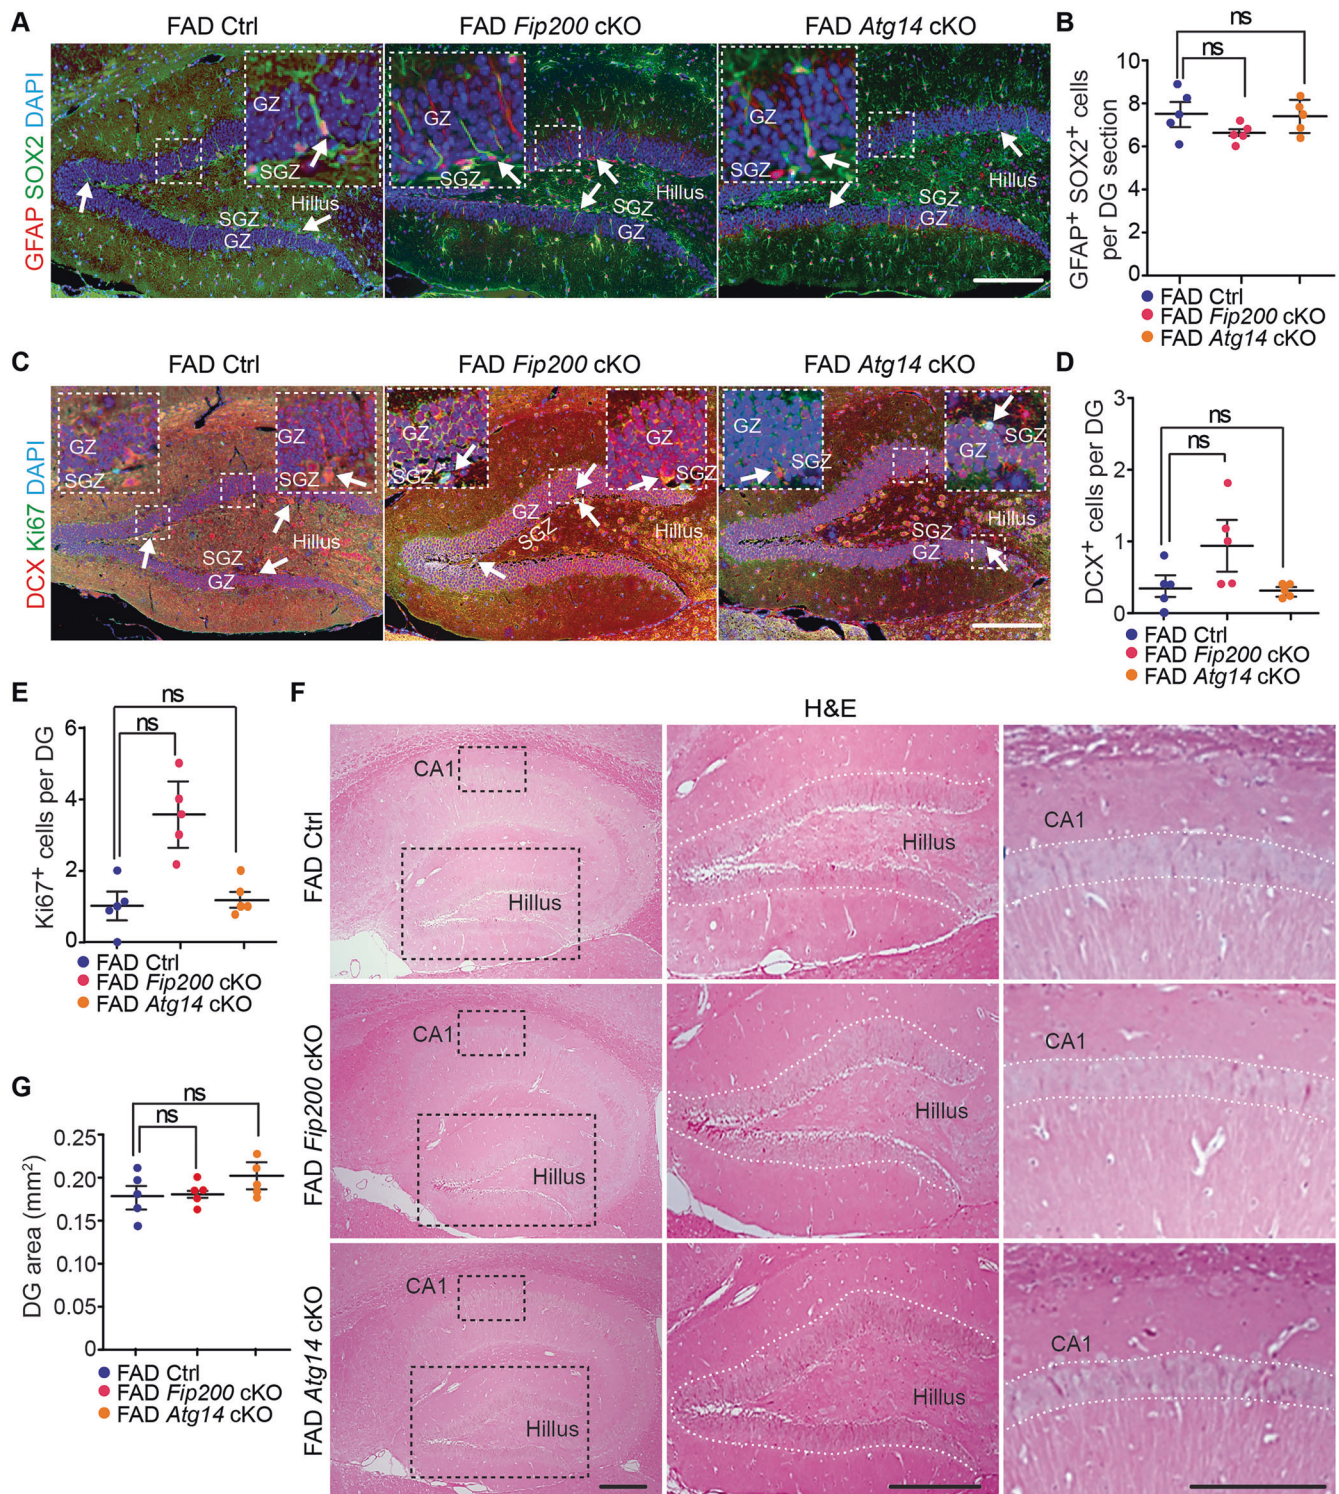 A
FAD Ctrl
FAD Fip200 cKO
FAD Atg14 cKO
GFAP SOX2 DAPI
GZ
SGZ
Hillus
SGZ
GZ
GZ
SGZ
Hillus
SGZ
GZ
GZ
SGZ
Hillus
SGZ
GZ
B
ns
ns
10
8
6
4
2
0
GFAP+ SOX2+ cells
per DG section
FAD Ctrl
FAD Fip200 cKO
FAD Atg14 cKO
C
FAD Ctrl
FAD Fip200 cKO
FAD Atg14 cKO
DCX Ki67 DAPI
GZ
SGZ
GZ
SGZ
Hillus
SGZ
GZ
GZ
SGZ
GZ
SGZ
GZ
SGZ
Hillus
GZ
SGZ
SGZ
GZ
Hillus
SGZ
GZ
D
ns
ns
3
2
1
0
DCX+ cells per DG
FAD Ctrl
FAD Fip200 cKO
FAD Atg14 cKO
E
ns
ns
6
4
2
0
Ki67+ cells per DG
FAD Ctrl
FAD Fip200 cKO
FAD Atg14 cKO
F
H&E
FAD Ctrl
CA1
Hillus
Hillus
CA1
FAD Fip200 cKO
CA1
Hillus
Hillus
CA1
FAD Atg14 cKO
CA1
Hillus
Hillus
CA1
G
ns
ns
0.25
0.20
0.15
0.10
0.05
0
DG area (mm²)
FAD Ctrl
FAD Fip200 cKO
FAD Atg14 cKO